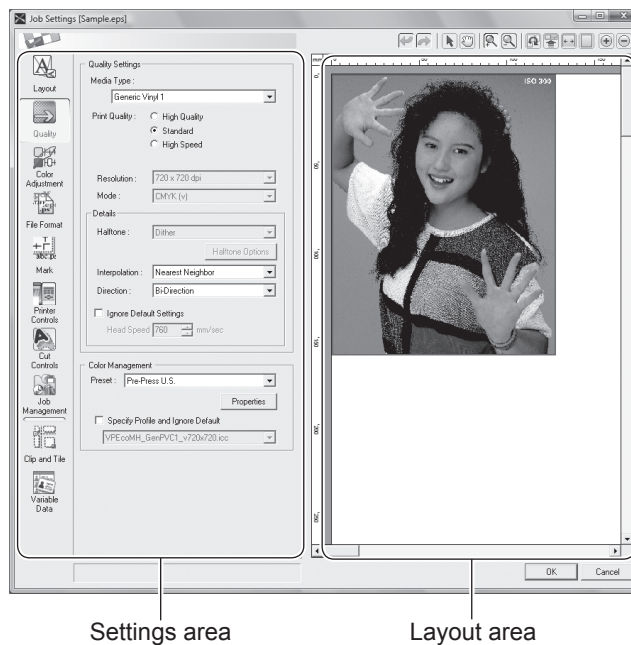 Job Settings [Sample.eps]
Layout
Quality
Color
Adjustment
File Format
Mark
Printer
Controls
Cut
Controls
Job
Management
Clip and Tile
Variable
Data
Quality Settings
Media Type :
Generic Vinyl 1
Print Quality :
High Quality
Standard
High Speed
Resolution :
720 x 720 dpi
Mode :
CMYK (v)
Details
Halftone :
Dither
Halftone Options
Interpolation :
Nearest Neighbor
Direction :
Bi-Direction
Ignore Default Settings
Head Speed
760
mm/sec
Color Management
Preset :
Pre-Press U.S.
Properties
Specify Profile and Ignore Default
VPEcoMH_GenPVC1_v720x720.icc
ISO 300
OK
Cancel
Settings area
Layout area